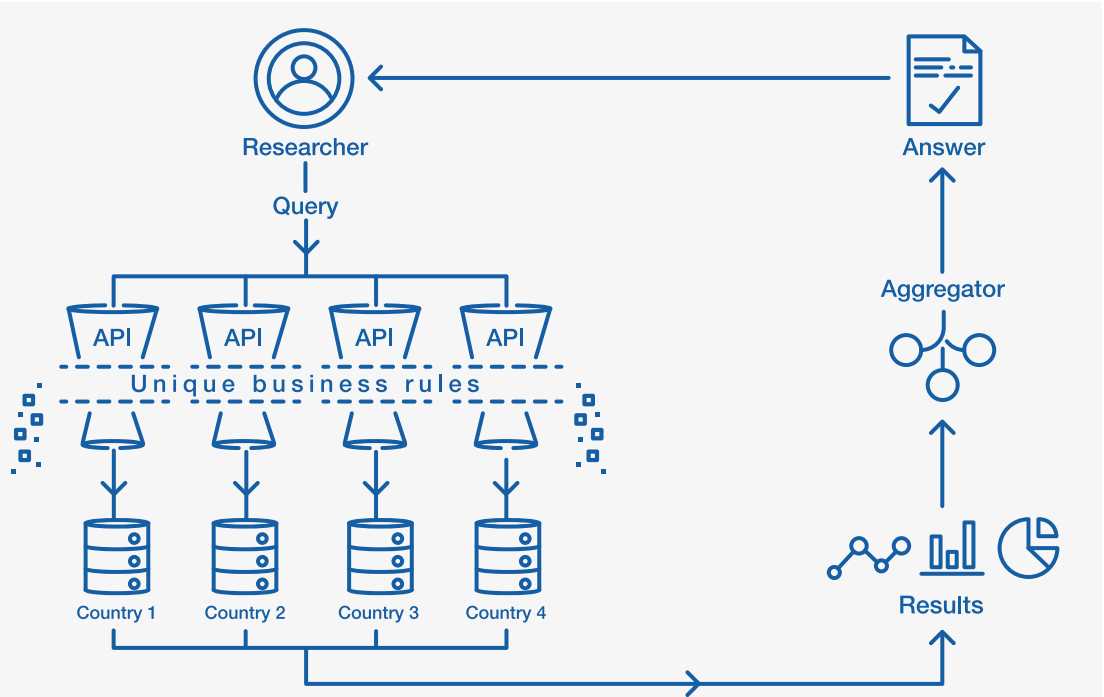 Researcher
Answer
Query
Aggregator
API API API API
Unique business rules
Country 1 Country 2 Country 3 Country 4
Results